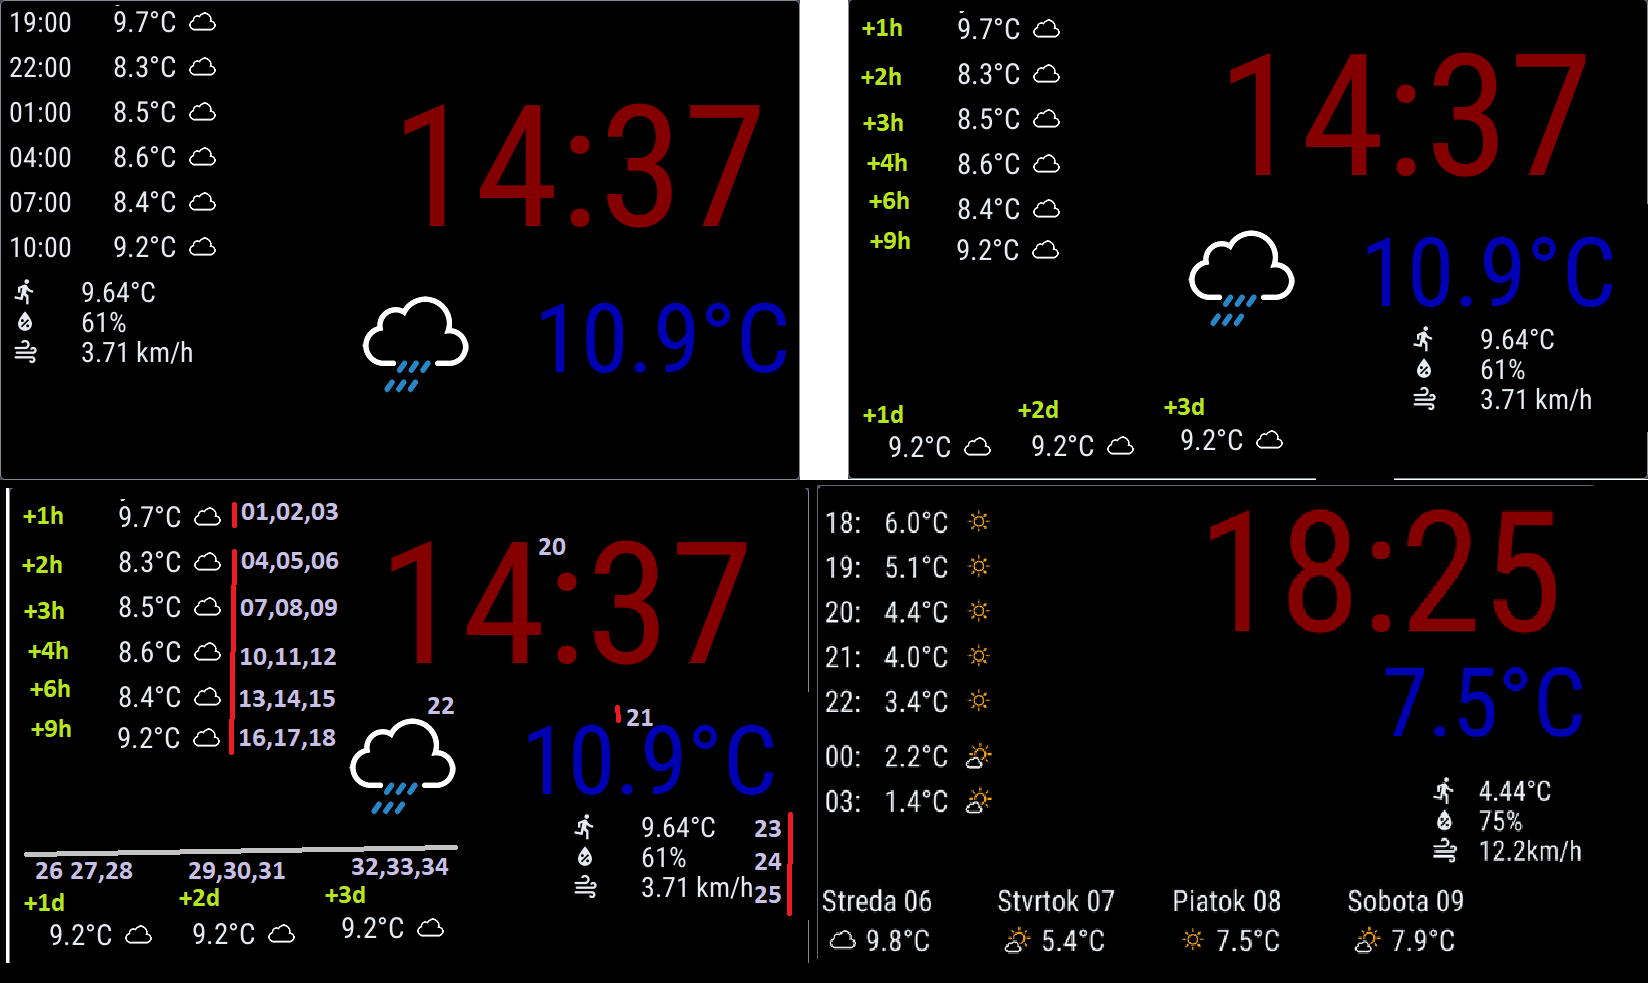 19:00 9.7°C
22:00 8.3°C
01:00 8.5°C
04:00 8.6°C
07:00 8.4°C
10:00 9.2°C
14:37
9.64°C
61%
3.71 km/h
10.9°C
+1h 9.7°C
+2h 8.3°C
+3h 8.5°C
+4h 8.6°C
+6h 8.4°C
+9h 9.2°C
14:37
10.9°C
9.64°C
61%
3.71 km/h
+1d +2d +3d
9.2°C 9.2°C 9.2°C
+1h 9.7°C 01,02,03
+2h 8.3°C 04,05,06
+3h 8.5°C 07,08,09
+4h 8.6°C 10,11,12
+6h 8.4°C 13,14,15
+9h 9.2°C 16,17,18
20
14:37
22
21
10.9°C
9.64°C 23
61% 24
3.71 km/h 25
26 27,28 29,30,31 32,33,34
+1d +2d +3d
9.2°C 9.2°C 9.2°C
18: 6.0°C
19: 5.1°C
20: 4.4°C
21: 4.0°C
22: 3.4°C
00: 2.2°C
03: 1.4°C
18:25
7.5°C
4.44°C
75%
12.2km/h
Streda 06 Stvrtok 07 Piatok 08 Sobota 09
9.8°C 5.4°C 7.5°C 7.9°C